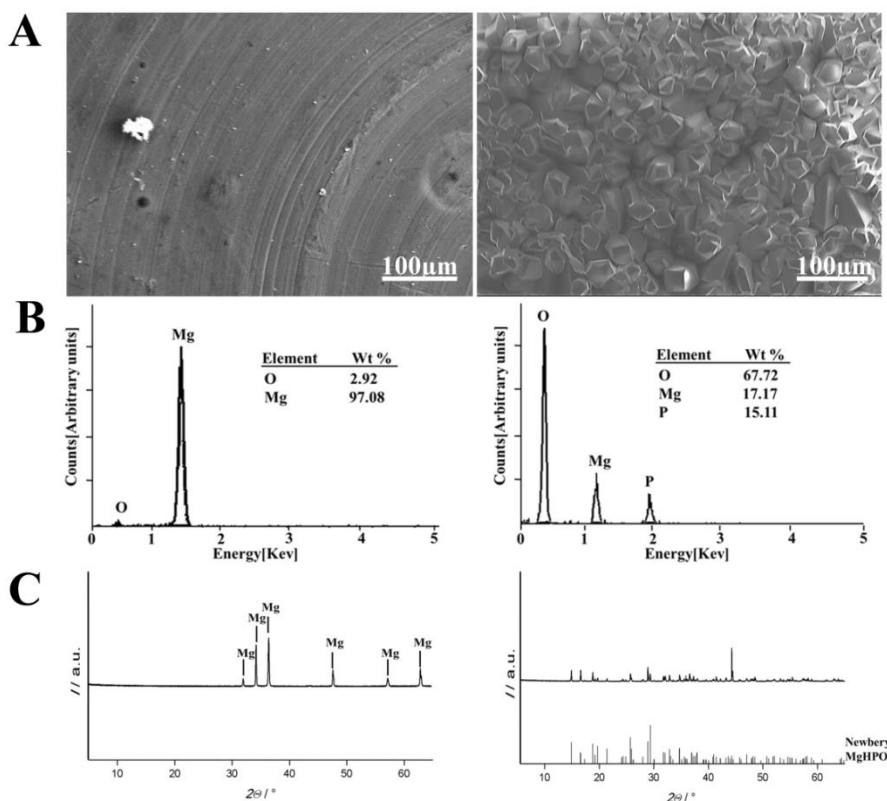 A
100μm
100μm
B
Counts[Arbitrary units]
Mg
O
Element Wt %
O 2.92
Mg 97.08
0 1 2 3 4 5
Energy[Kev]
Counts[Arbitrary units]
O
Mg
P
Element Wt %
O 67.72
Mg 17.17
P 15.11
0 1 2 3 4 5
Energy[Kev]
C
I / a.u.
Mg
Mg
Mg
Mg
Mg
Mg
10 20 30 40 50 60
2Θ / °
I / a.u.
Newbery
MgHPO
10 20 30 40 50 60
2Θ / °